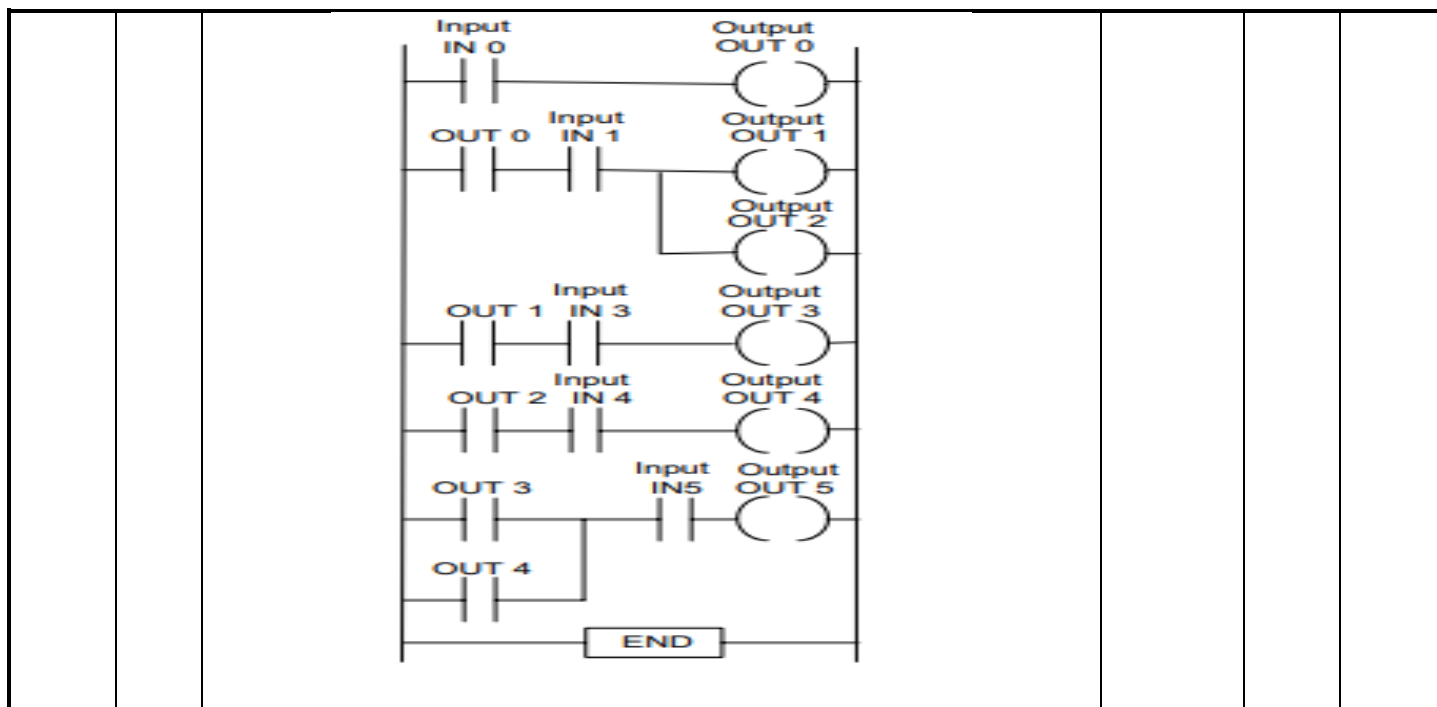 Input Output
IN 0 OUT 0
Input Output
OUT 0 IN 1 OUT 1
Output
OUT 2
Input Output
OUT 1 IN 3 OUT 3
Input Output
OUT 2 IN 4 OUT 4
Input Output
OUT 3 IN5 OUT 5
OUT 4
END